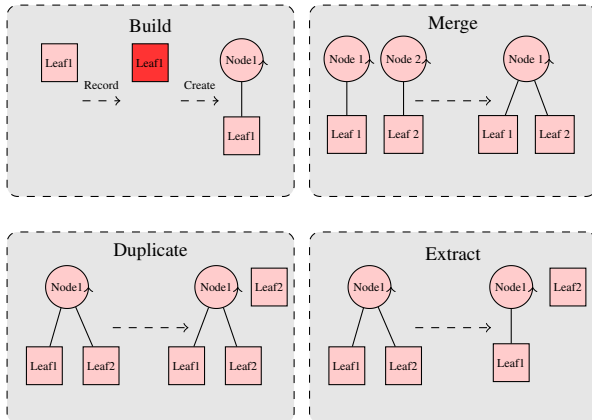 Build
Leaf1
Leaf1
Node1
Record
Create
Leaf1
Merge
Node 1
Node 2
Node 1
Leaf 1
Leaf 2
Leaf 1
Leaf 2
Duplicate
Node1
Node1
Leaf2
Leaf1
Leaf2
Leaf1
Leaf2
Extract
Node1
Node1
Leaf2
Leaf1
Leaf2
Leaf1